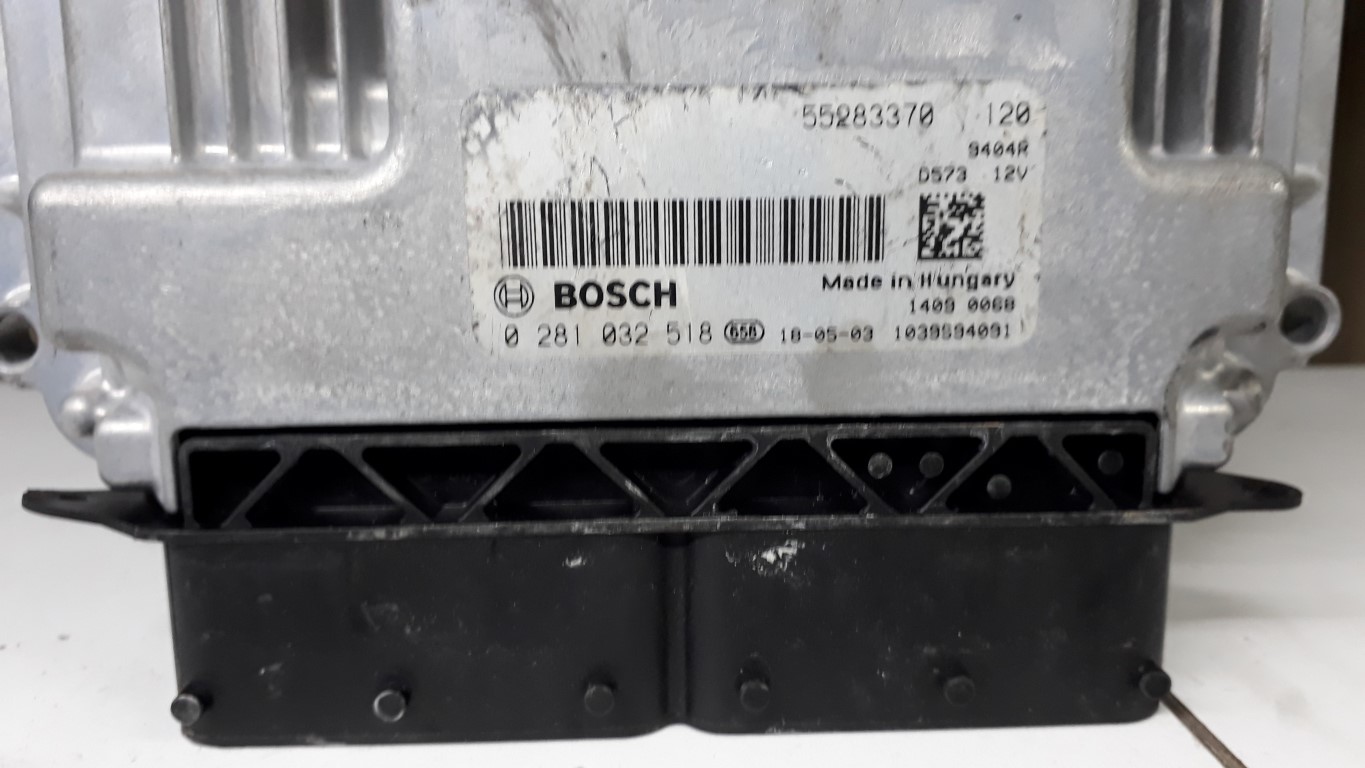 55283370 120
9404R
D573 12V
BOSCH
Made in Hungary
1409 0068
0 281 032 518 65B 18-05-03 1039S94091